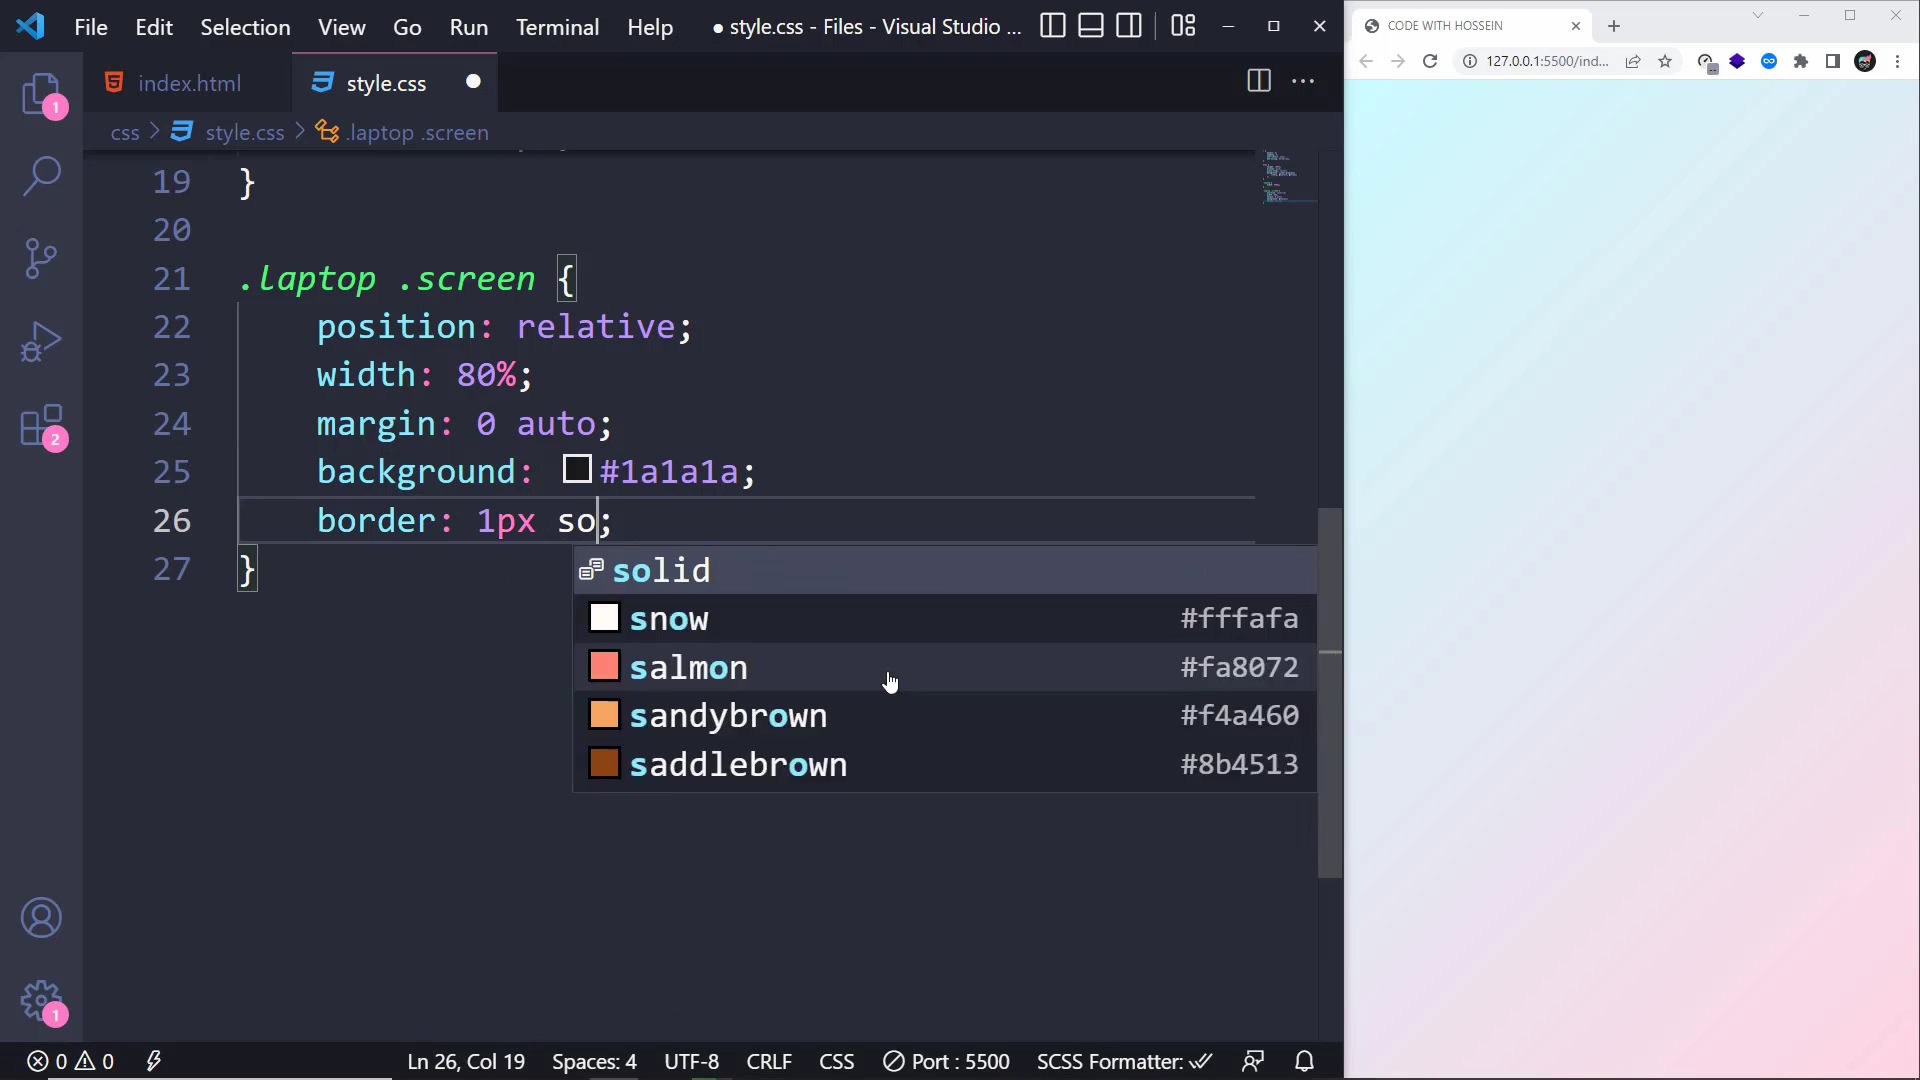 File Edit Selection View Go Run Terminal Help ● style.css - Files - Visual Studio ...
CODE WITH HOSSEIN
127.0.0.1:5500/ind...
1
index.html
style.css
css > style.css > .laptop .screen
19 }
20
21 .laptop .screen {
22 position: relative;
23 width: 80%;
24 margin: 0 auto;
25 background: #1a1a1a;
26 border: 1px so;
27 }
2
solid
snow #fffafa
salmon #fa8072
sandybrown #f4a460
saddlebrown #8b4513
1
0 0 Ln 26, Col 19 Spaces: 4 UTF-8 CRLF CSS Port : 5500 SCSS Formatter: